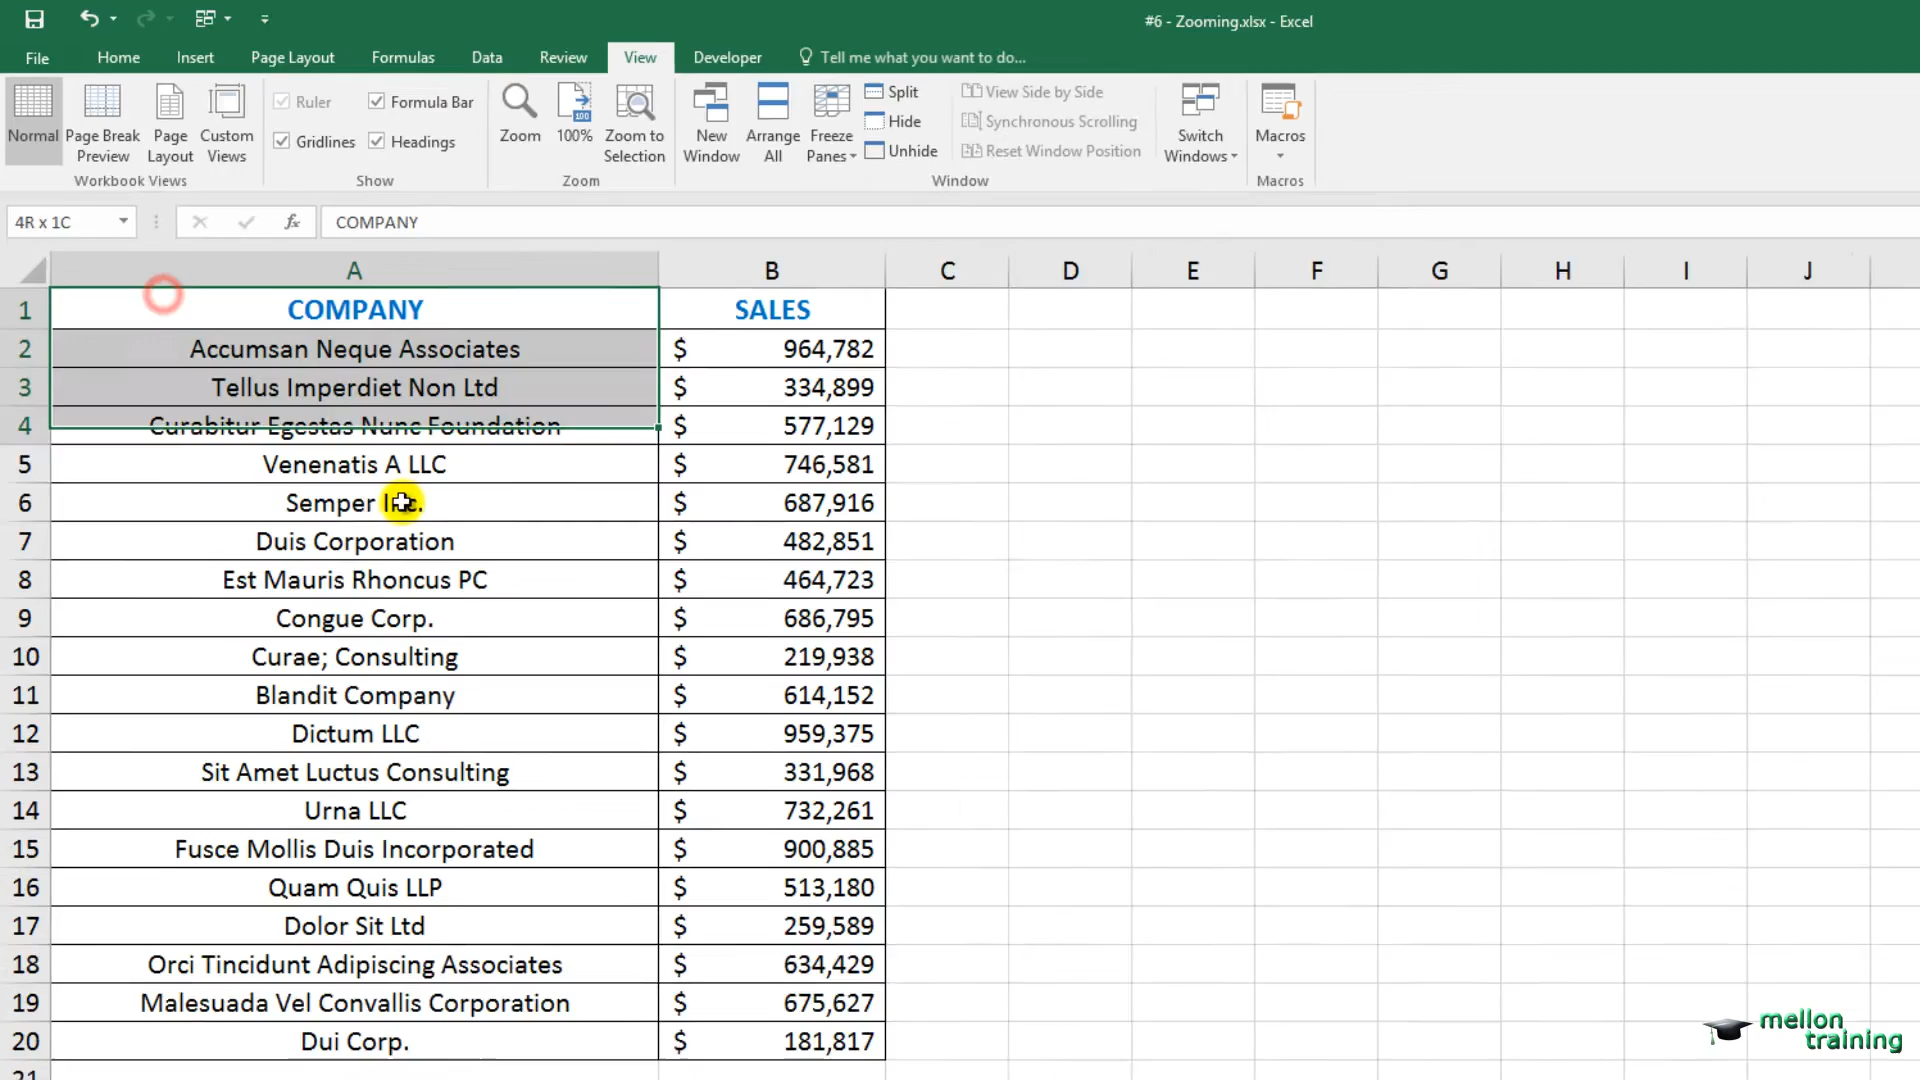 #6 - Zooming.xlsx - Excel
File Home Insert Page Layout Formulas Data Review View Developer Tell me what you want to do...
Normal Page Break Preview Page Layout Custom Views
Workbook Views
Ruler Formula Bar
Gridlines Headings
Show
Zoom 100% Zoom to Selection
100
Zoom
New Window Arrange All Freeze Panes
Split
Hide
Unhide
View Side by Side
Synchronous Scrolling
Reset Window Position
Switch Windows
Window
Macros
Macros
4R x 1C fx COMPANY
A B C D E F G H I J
1 COMPANY SALES
2 Accumsan Neque Associates $ 964,782
3 Tellus Imperdiet Non Ltd $ 334,899
4 Curabitur Egestas Nunc Foundation $ 577,129
5 Venenatis A LLC $ 746,581
6 Semper Inc. $ 687,916
7 Duis Corporation $ 482,851
8 Est Mauris Rhoncus PC $ 464,723
9 Congue Corp. $ 686,795
10 Curae; Consulting $ 219,938
11 Blandit Company $ 614,152
12 Dictum LLC $ 959,375
13 Sit Amet Luctus Consulting $ 331,968
14 Urna LLC $ 732,261
15 Fusce Mollis Duis Incorporated $ 900,885
16 Quam Quis LLP $ 513,180
17 Dolor Sit Ltd $ 259,589
18 Orci Tincidunt Adipiscing Associates $ 634,429
19 Malesuada Vel Convallis Corporation $ 675,627
20 Dui Corp. $ 181,817
21
mellon
training